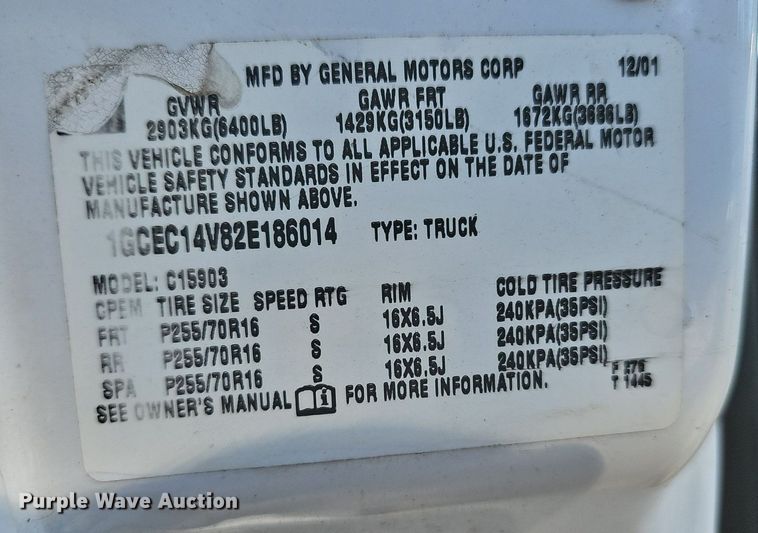 MFD BY GENERAL MOTORS CORP 12/01
GVWR GAWR FRT GAWR RR
2903KG(6400LB) 1429KG(3150LB) 1672KG(3686LB)
THIS VEHICLE CONFORMS TO ALL APPLICABLE U.S. FEDERAL MOTOR
VEHICLE SAFETY STANDARDS IN EFFECT ON THE DATE OF
MANUFACTURE SHOWN ABOVE.
1GCEC14V82E186014 TYPE: TRUCK
MODEL: C15903
TIRE SIZE SPEED RTG RIM COLD TIRE PRESSURE
FRT P255/70R16 S 16X6.5J 240KPA(35PSI)
RR P255/70R16 S 16X6.5J 240KPA(35PSI)
SPA P255/70R16 S 16X6.5J 240KPA(35PSI)
SEE OWNER'S MANUAL FOR MORE INFORMATION.
T 1445
Purple Wave Auction